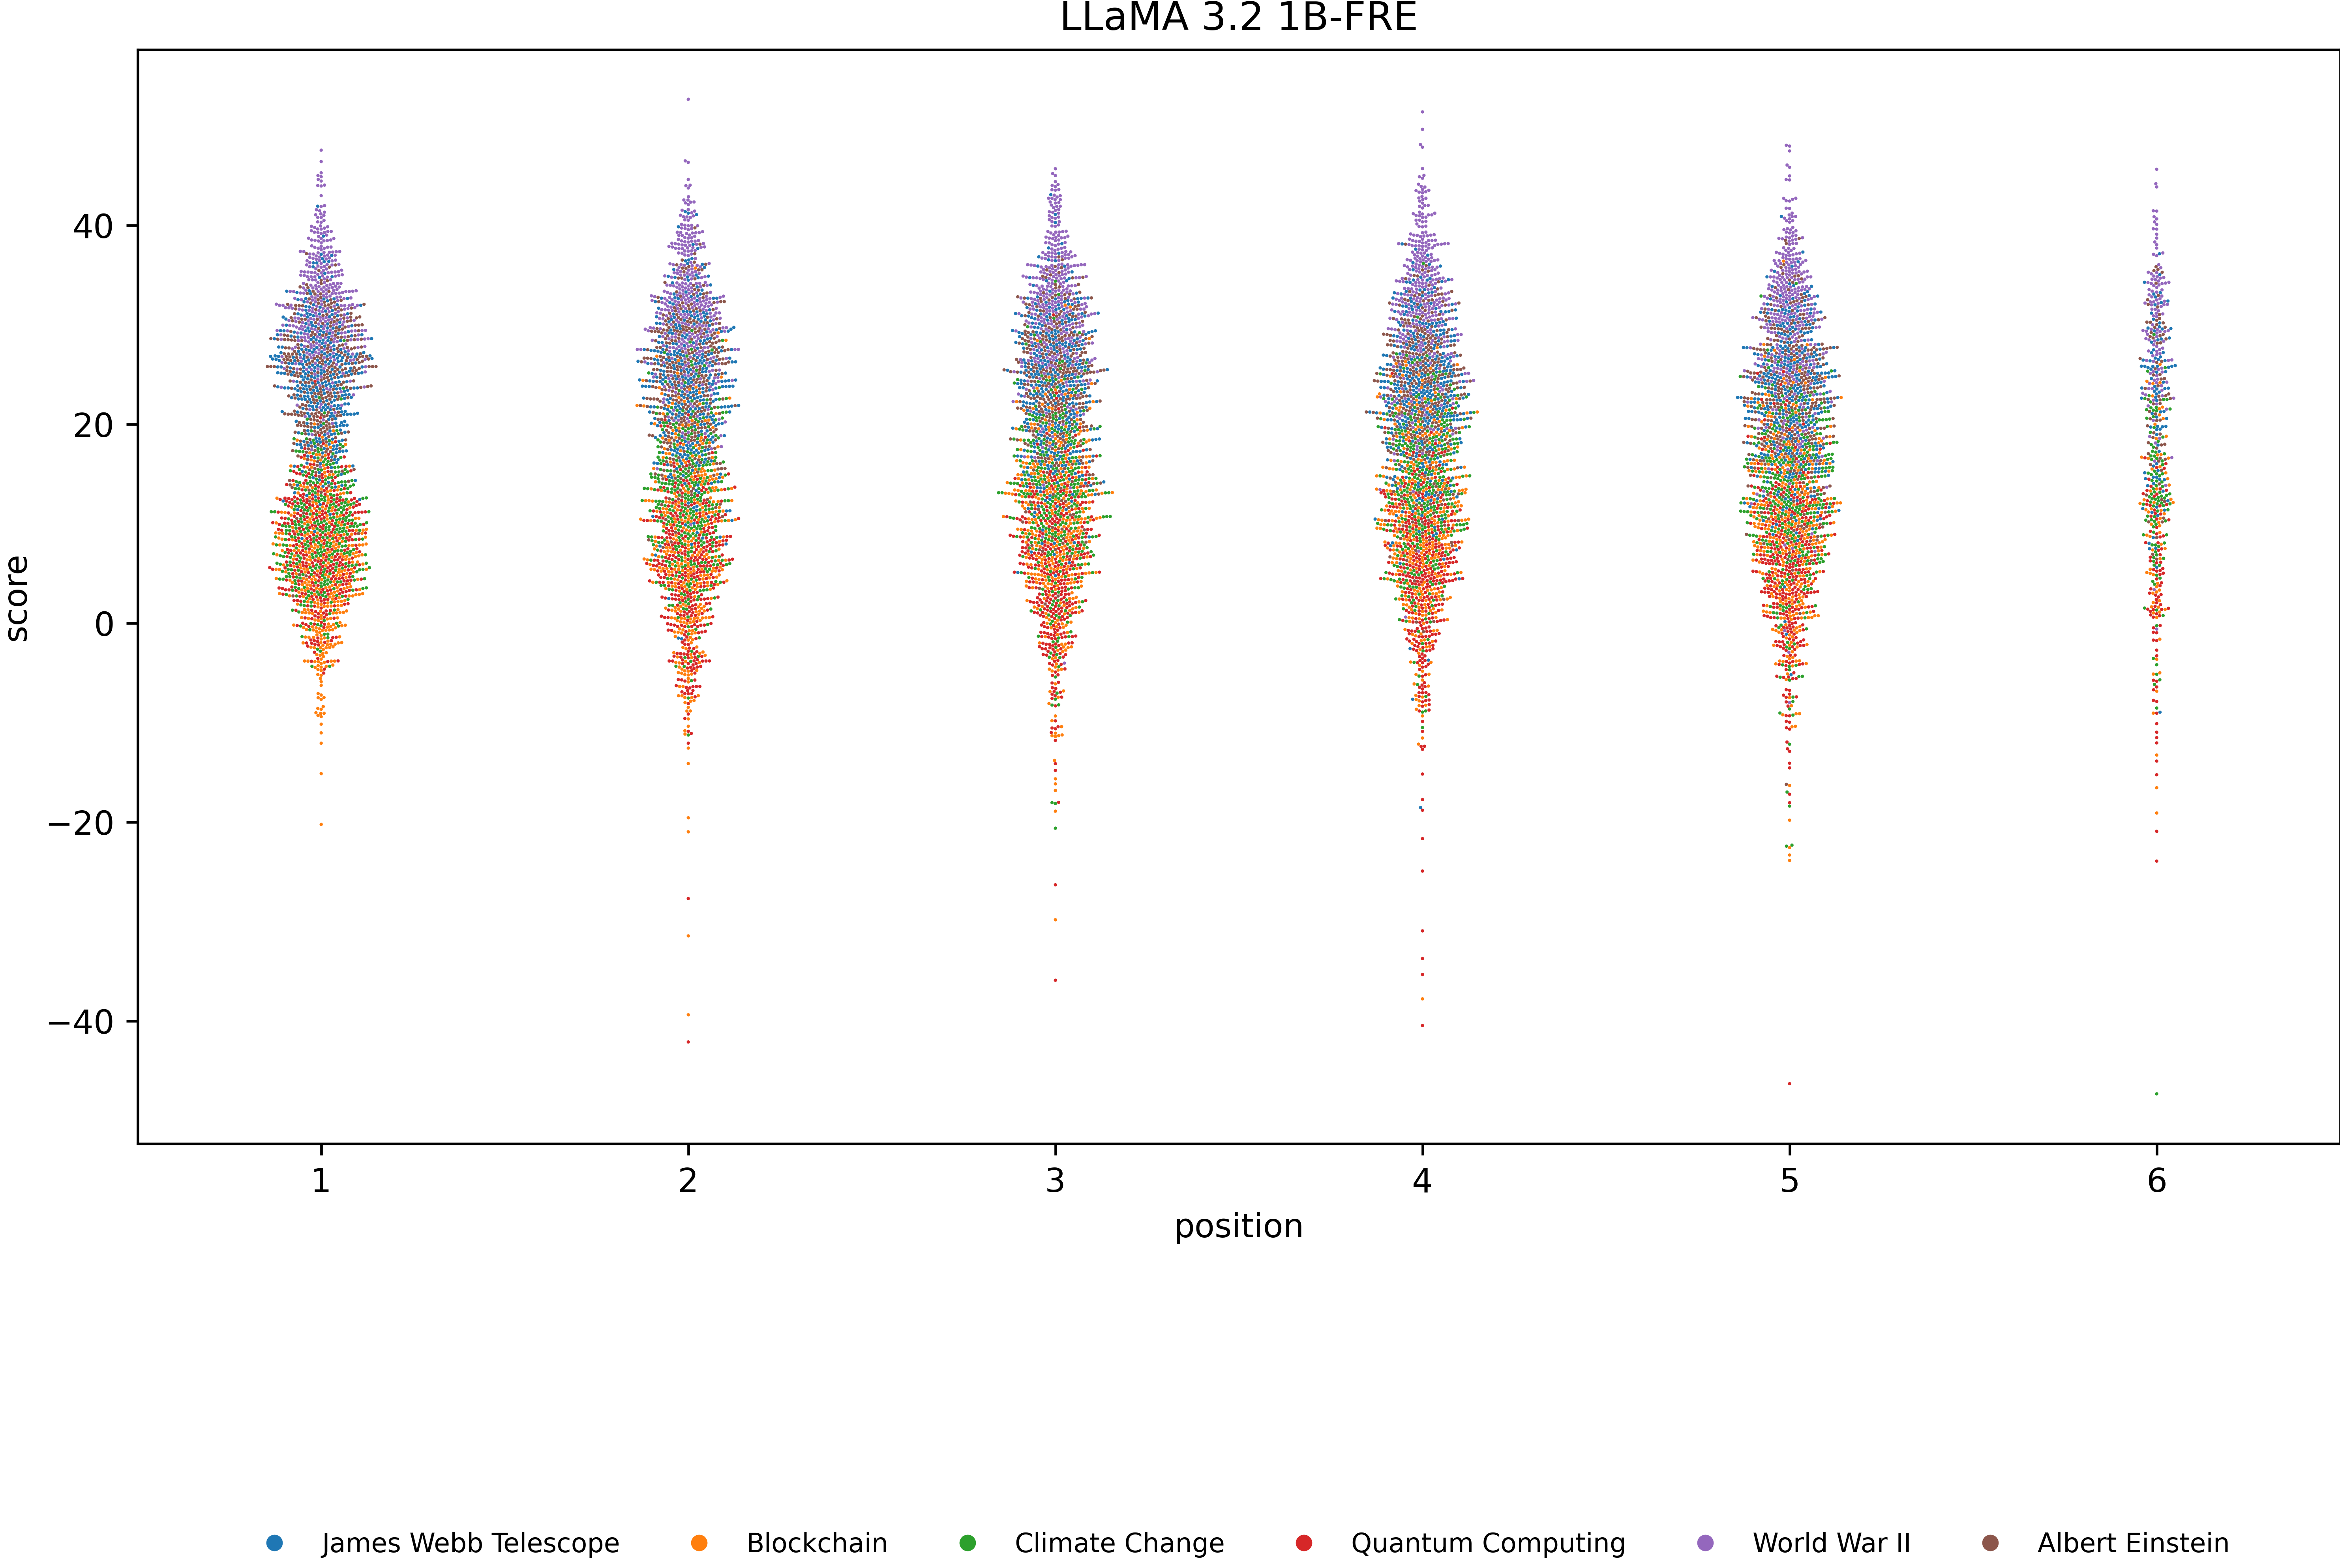 LLaMA 3.2 1B-FRE
score
40
20
0
−20
−40
1 2 3 4 5 6
position
James Webb Telescope Blockchain Climate Change Quantum Computing World War II Albert Einstein